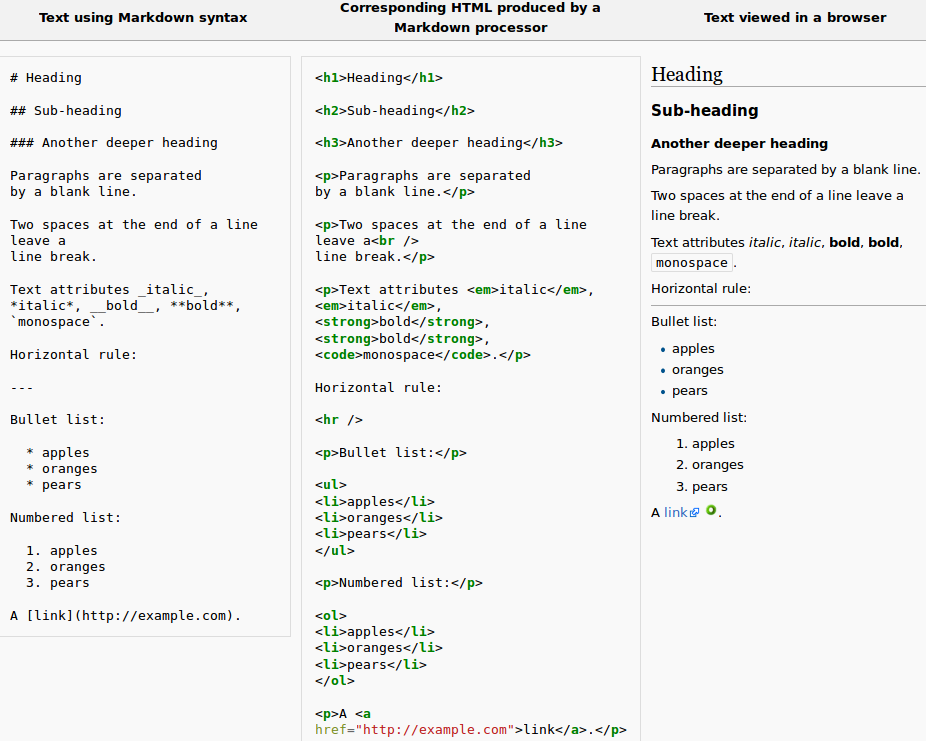 Text using Markdown syntax
Corresponding HTML produced by a
Markdown processor
Text viewed in a browser
# Heading
## Sub-heading
### Another deeper heading
Paragraphs are separated
by a blank line.
Two spaces at the end of a line
leave a
line break.
Text attributes _italic_,
*italic*, __bold__, **bold**,
`monospace`.
Horizontal rule:
---
Bullet list:
* apples
* oranges
* pears
Numbered list:
1. apples
2. oranges
3. pears
A [link](http://example.com).
<h1>Heading</h1>
<h2>Sub-heading</h2>
<h3>Another deeper heading</h3>
<p>Paragraphs are separated
by a blank line.</p>
<p>Two spaces at the end of a line
leave a<br />
line break.</p>
<p>Text attributes <em>italic</em>,
<em>italic</em>,
<strong>bold</strong>,
<strong>bold</strong>,
<code>monospace</code>.</p>
Horizontal rule:
<hr />
<p>Bullet list:</p>
<ul>
<li>apples</li>
<li>oranges</li>
<li>pears</li>
</ul>
<p>Numbered list:</p>
<ol>
<li>apples</li>
<li>oranges</li>
<li>pears</li>
</ol>
<p>A <a
href="http://example.com">link</a>.</p>
Heading
Sub-heading
Another deeper heading
Paragraphs are separated by a blank line.
Two spaces at the end of a line leave a
line break.
Text attributes italic, italic, bold, bold,
monospace.
Horizontal rule:
Bullet list:
• apples
• oranges
• pears
Numbered list:
1. apples
2. oranges
3. pears
A link.